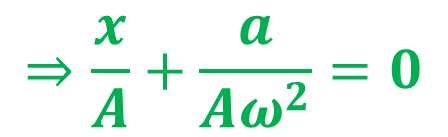 ⇒ x/A + a/(Aω²) = 0